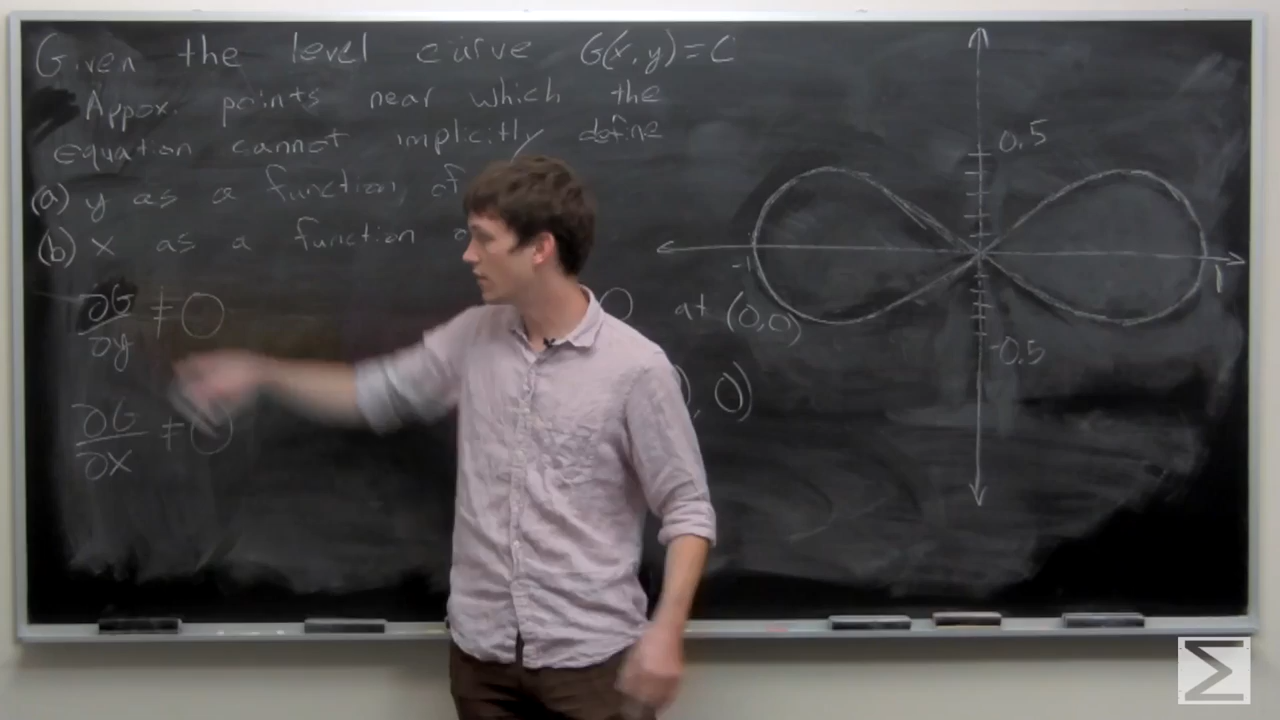 Given the level curve G(x, y) = C
Appox. points near which the
equation cannot implicitly define
(a) y as a function of
(b) x as a function
∂G/∂y ≠ 0
at (0,0)
∂G/∂x ≠ 0
, 0)
0.5
-1
1
-0.5
Σ